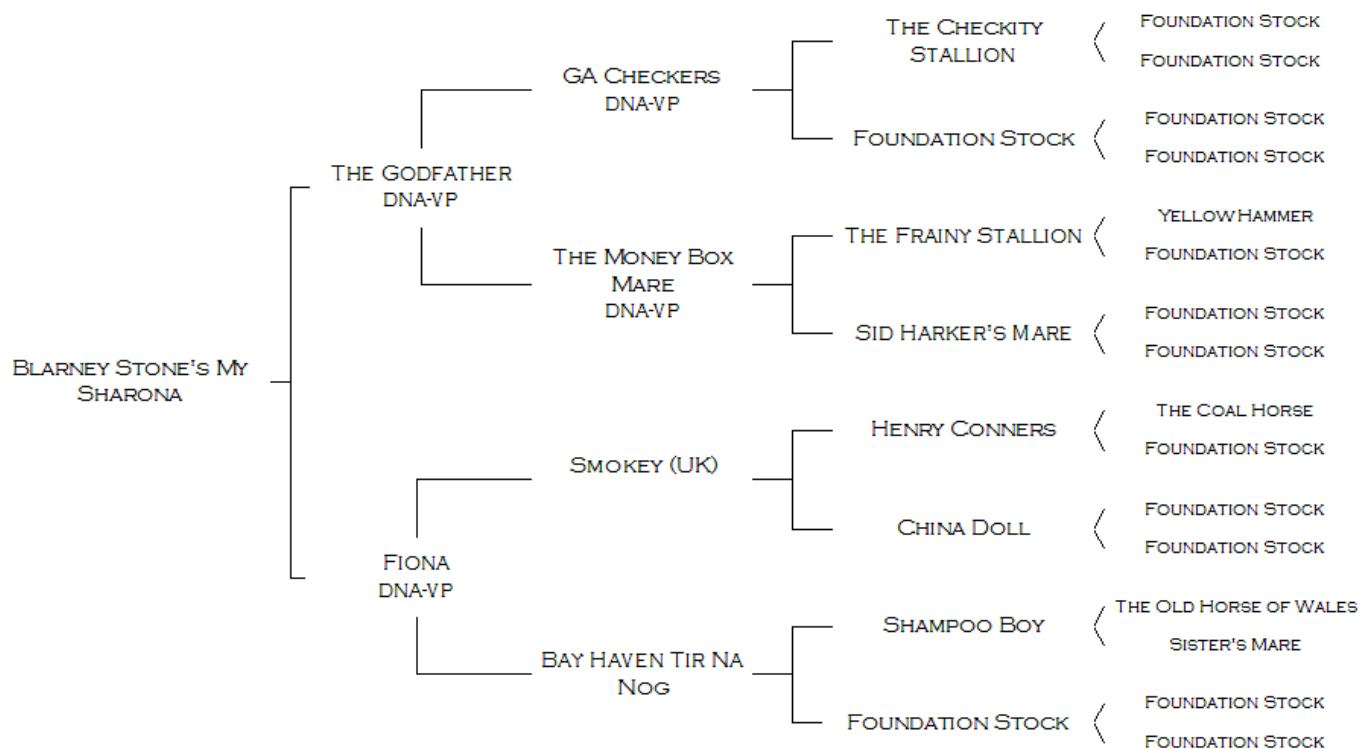 The Checkity
Stallion
Foundation Stock
Foundation Stock
GA Checkers
DNA-VP
Foundation Stock
Foundation Stock
Foundation Stock
The Godfather
DNA-VP
The Frainy Stallion
Yellow Hammer
Foundation Stock
The Money Box
Mare
DNA-VP
Sid Harker's Mare
Foundation Stock
Foundation Stock
Blarney Stone's My
Sharona
Henry Conners
The Coal Horse
Foundation Stock
Smokey (UK)
China Doll
Foundation Stock
Foundation Stock
Fiona
DNA-VP
Shampoo Boy
The Old Horse of Wales
Sister's Mare
Bay Haven Tir Na
Nog
Foundation Stock
Foundation Stock
Foundation Stock